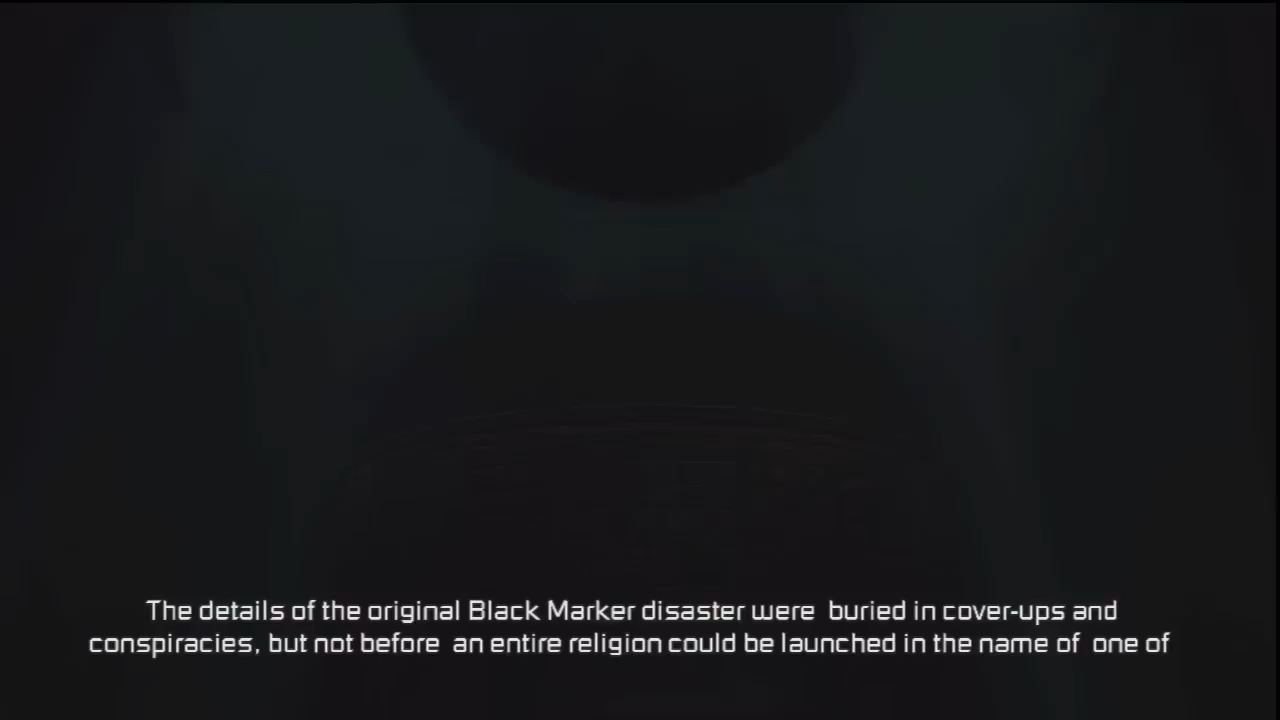 The details of the original Black Marker disaster were buried in cover-ups and
conspiracies, but not before an entire religion could be launched in the name of one of